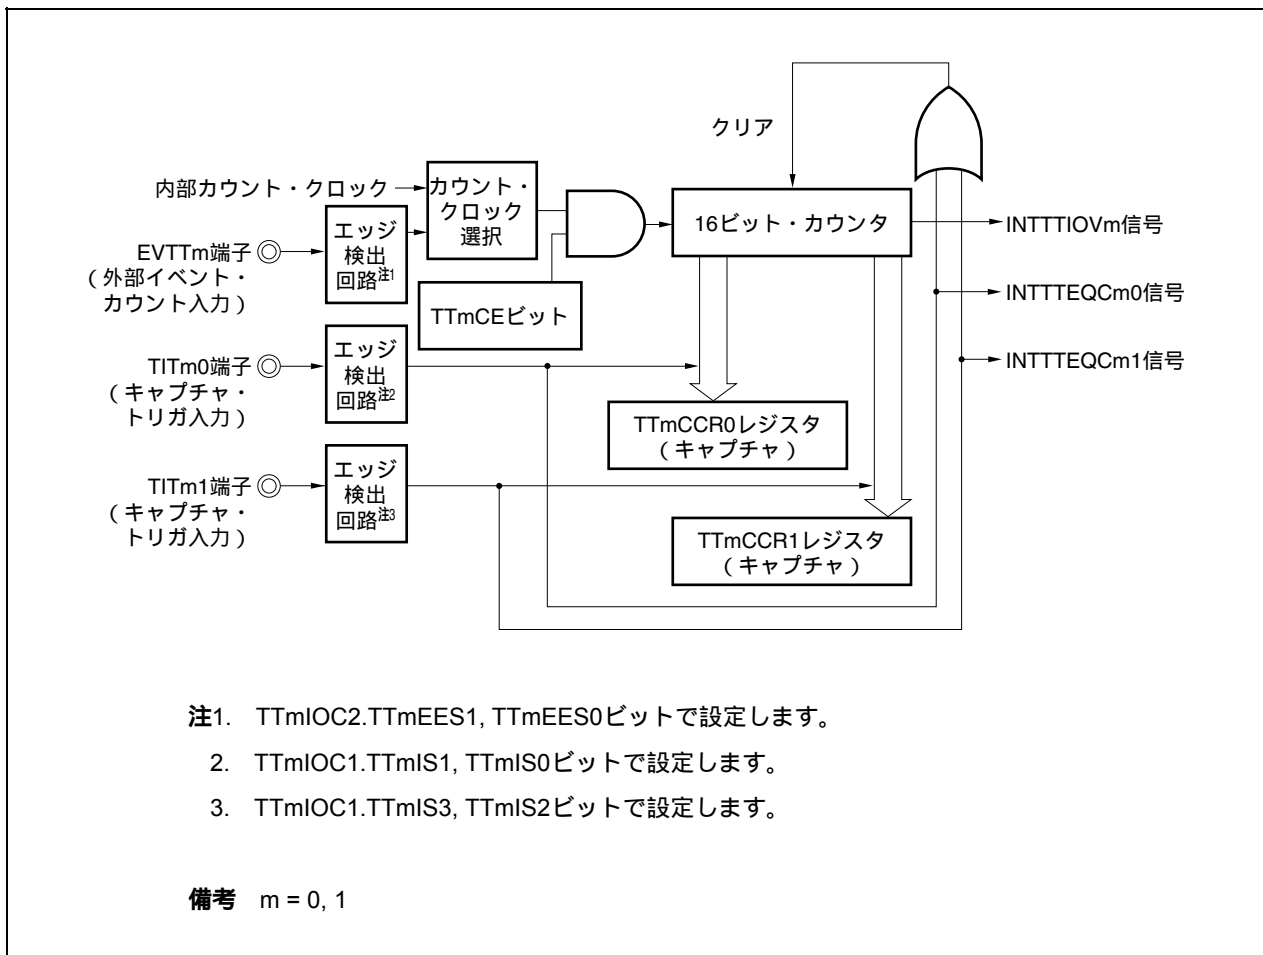 クリア
内部カウント・クロック
カウント・
クロック
選択
エッジ
検出
回路注1
EVTTm端子
（外部イベント・
カウント入力）
TTmCEビット
16ビット・カウンタ
INTTTIOVm信号
INTTTEQCm0信号
INTTTEQCm1信号
TITm0端子
（キャプチャ・
トリガ入力）
エッジ
検出
回路注2
TTmCCR0レジスタ
（キャプチャ）
TITm1端子
（キャプチャ・
トリガ入力）
エッジ
検出
回路注3
TTmCCR1レジスタ
（キャプチャ）
注1. TTmIOC2.TTmEES1, TTmEES0ビットで設定します。
2. TTmIOC1.TTmIS1, TTmIS0ビットで設定します。
3. TTmIOC1.TTmIS3, TTmIS2ビットで設定します。
備考 m = 0, 1